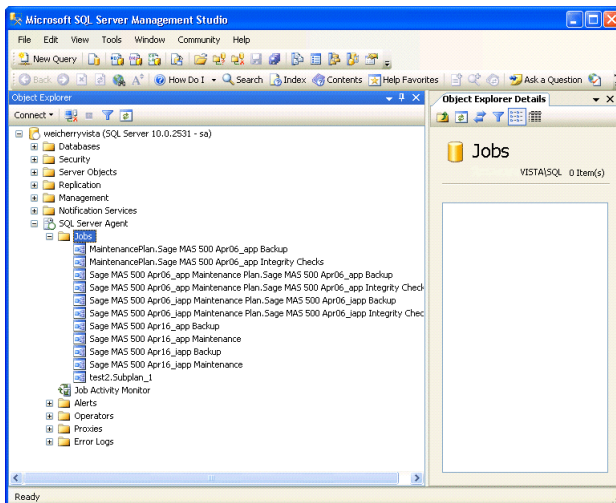 Microsoft SQL Server Management Studio
File Edit View Tools Window Community Help
New Query
Back How Do I Search Index Contents Help Favorites Ask a Question
Object Explorer
Object Explorer Details
Connect
weicherryvista (SQL Server 10.0.2531 - sa)
Databases
Security
Server Objects
Replication
Management
Notification Services
SQL Server Agent
Jobs
MaintenancePlan.Sage MAS 500 Apr06_app Backup
MaintenancePlan.Sage MAS 500 Apr06_app Integrity Checks
Sage MAS 500 Apr06_app Maintenance Plan.Sage MAS 500 Apr06_app Backup
Sage MAS 500 Apr06_app Maintenance Plan.Sage MAS 500 Apr06_app Integrity Check
Sage MAS 500 Apr06_iapp Maintenance Plan.Sage MAS 500 Apr06_iapp Backup
Sage MAS 500 Apr06_iapp Maintenance Plan.Sage MAS 500 Apr06_iapp Integrity Chec
Sage MAS 500 Apr16_app Backup
Sage MAS 500 Apr16_app Maintenance
Sage MAS 500 Apr16_iapp Backup
Sage MAS 500 Apr16_iapp Maintenance
test2.Subplan_1
Job Activity Monitor
Alerts
Operators
Proxies
Error Logs
Jobs
VISTA\SQL 0 Item(s)
Ready